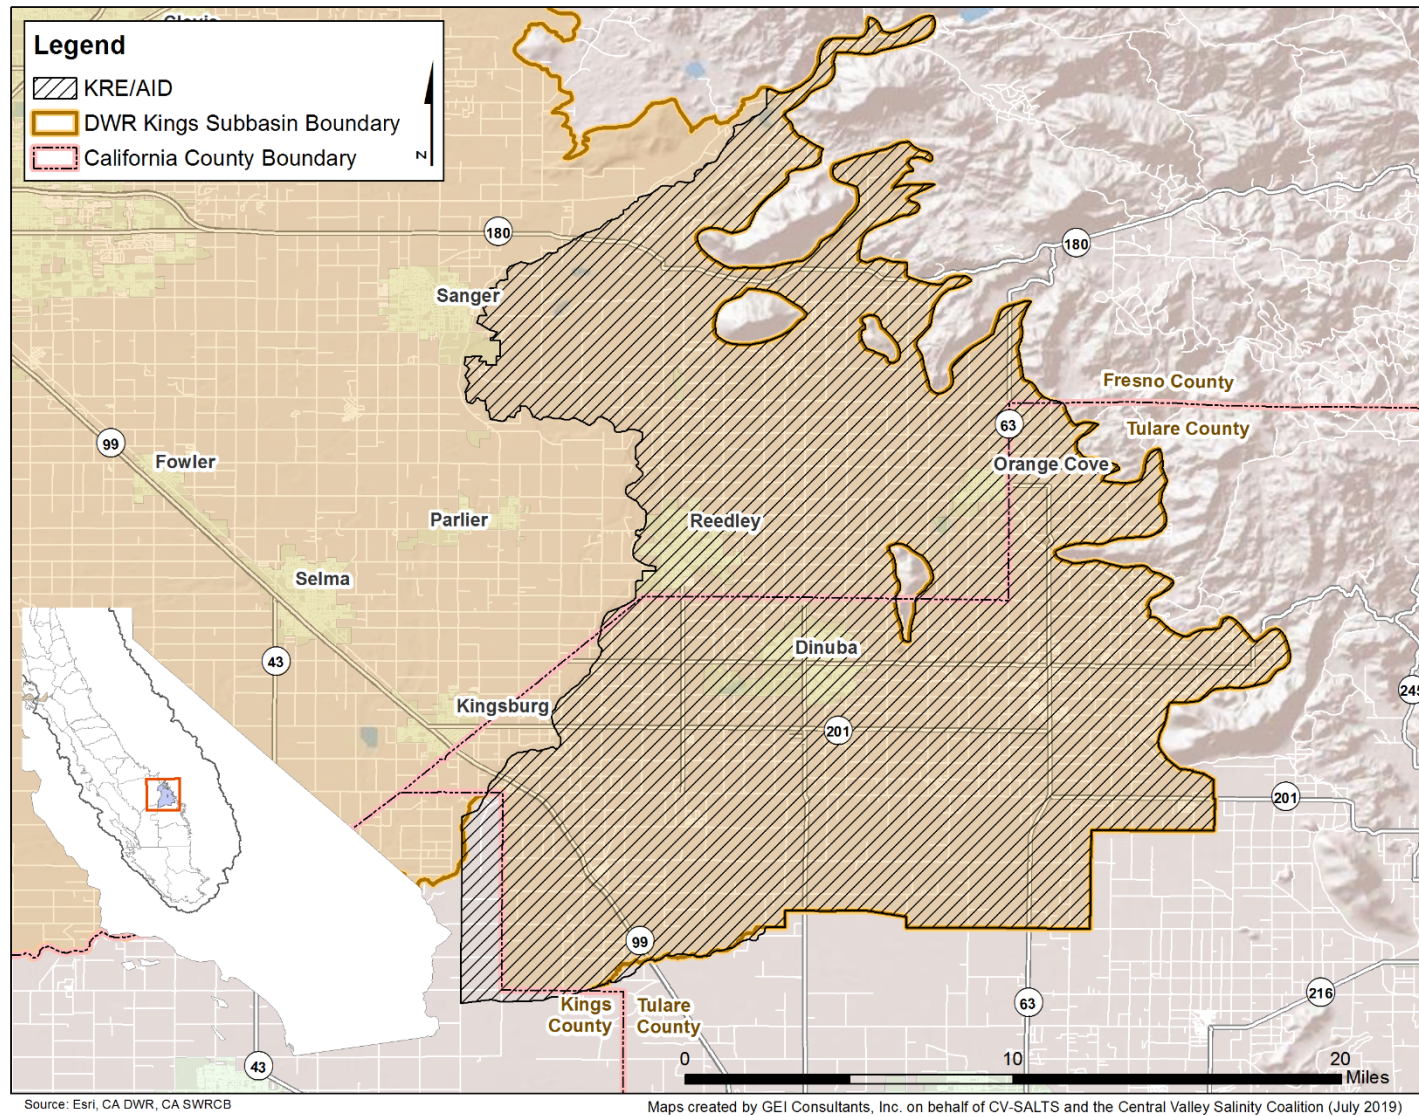 Clovis
Legend
KRE/AID
DWR Kings Subbasin Boundary
California County Boundary
N
180
180
Sanger
Fresno County
63
Tulare County
99
Fowler
Orange Cove
Parlier
Reedley
Selma
Dinuba
43
245
Kingsburg
201
201
99
Kings
County
Tulare
County
63
216
43
0
10
20
Miles
Source: Esri, CA DWR, CA SWRCB
Maps created by GEI Consultants, Inc. on behalf of CV-SALTS and the Central Valley Salinity Coalition (July 2019)